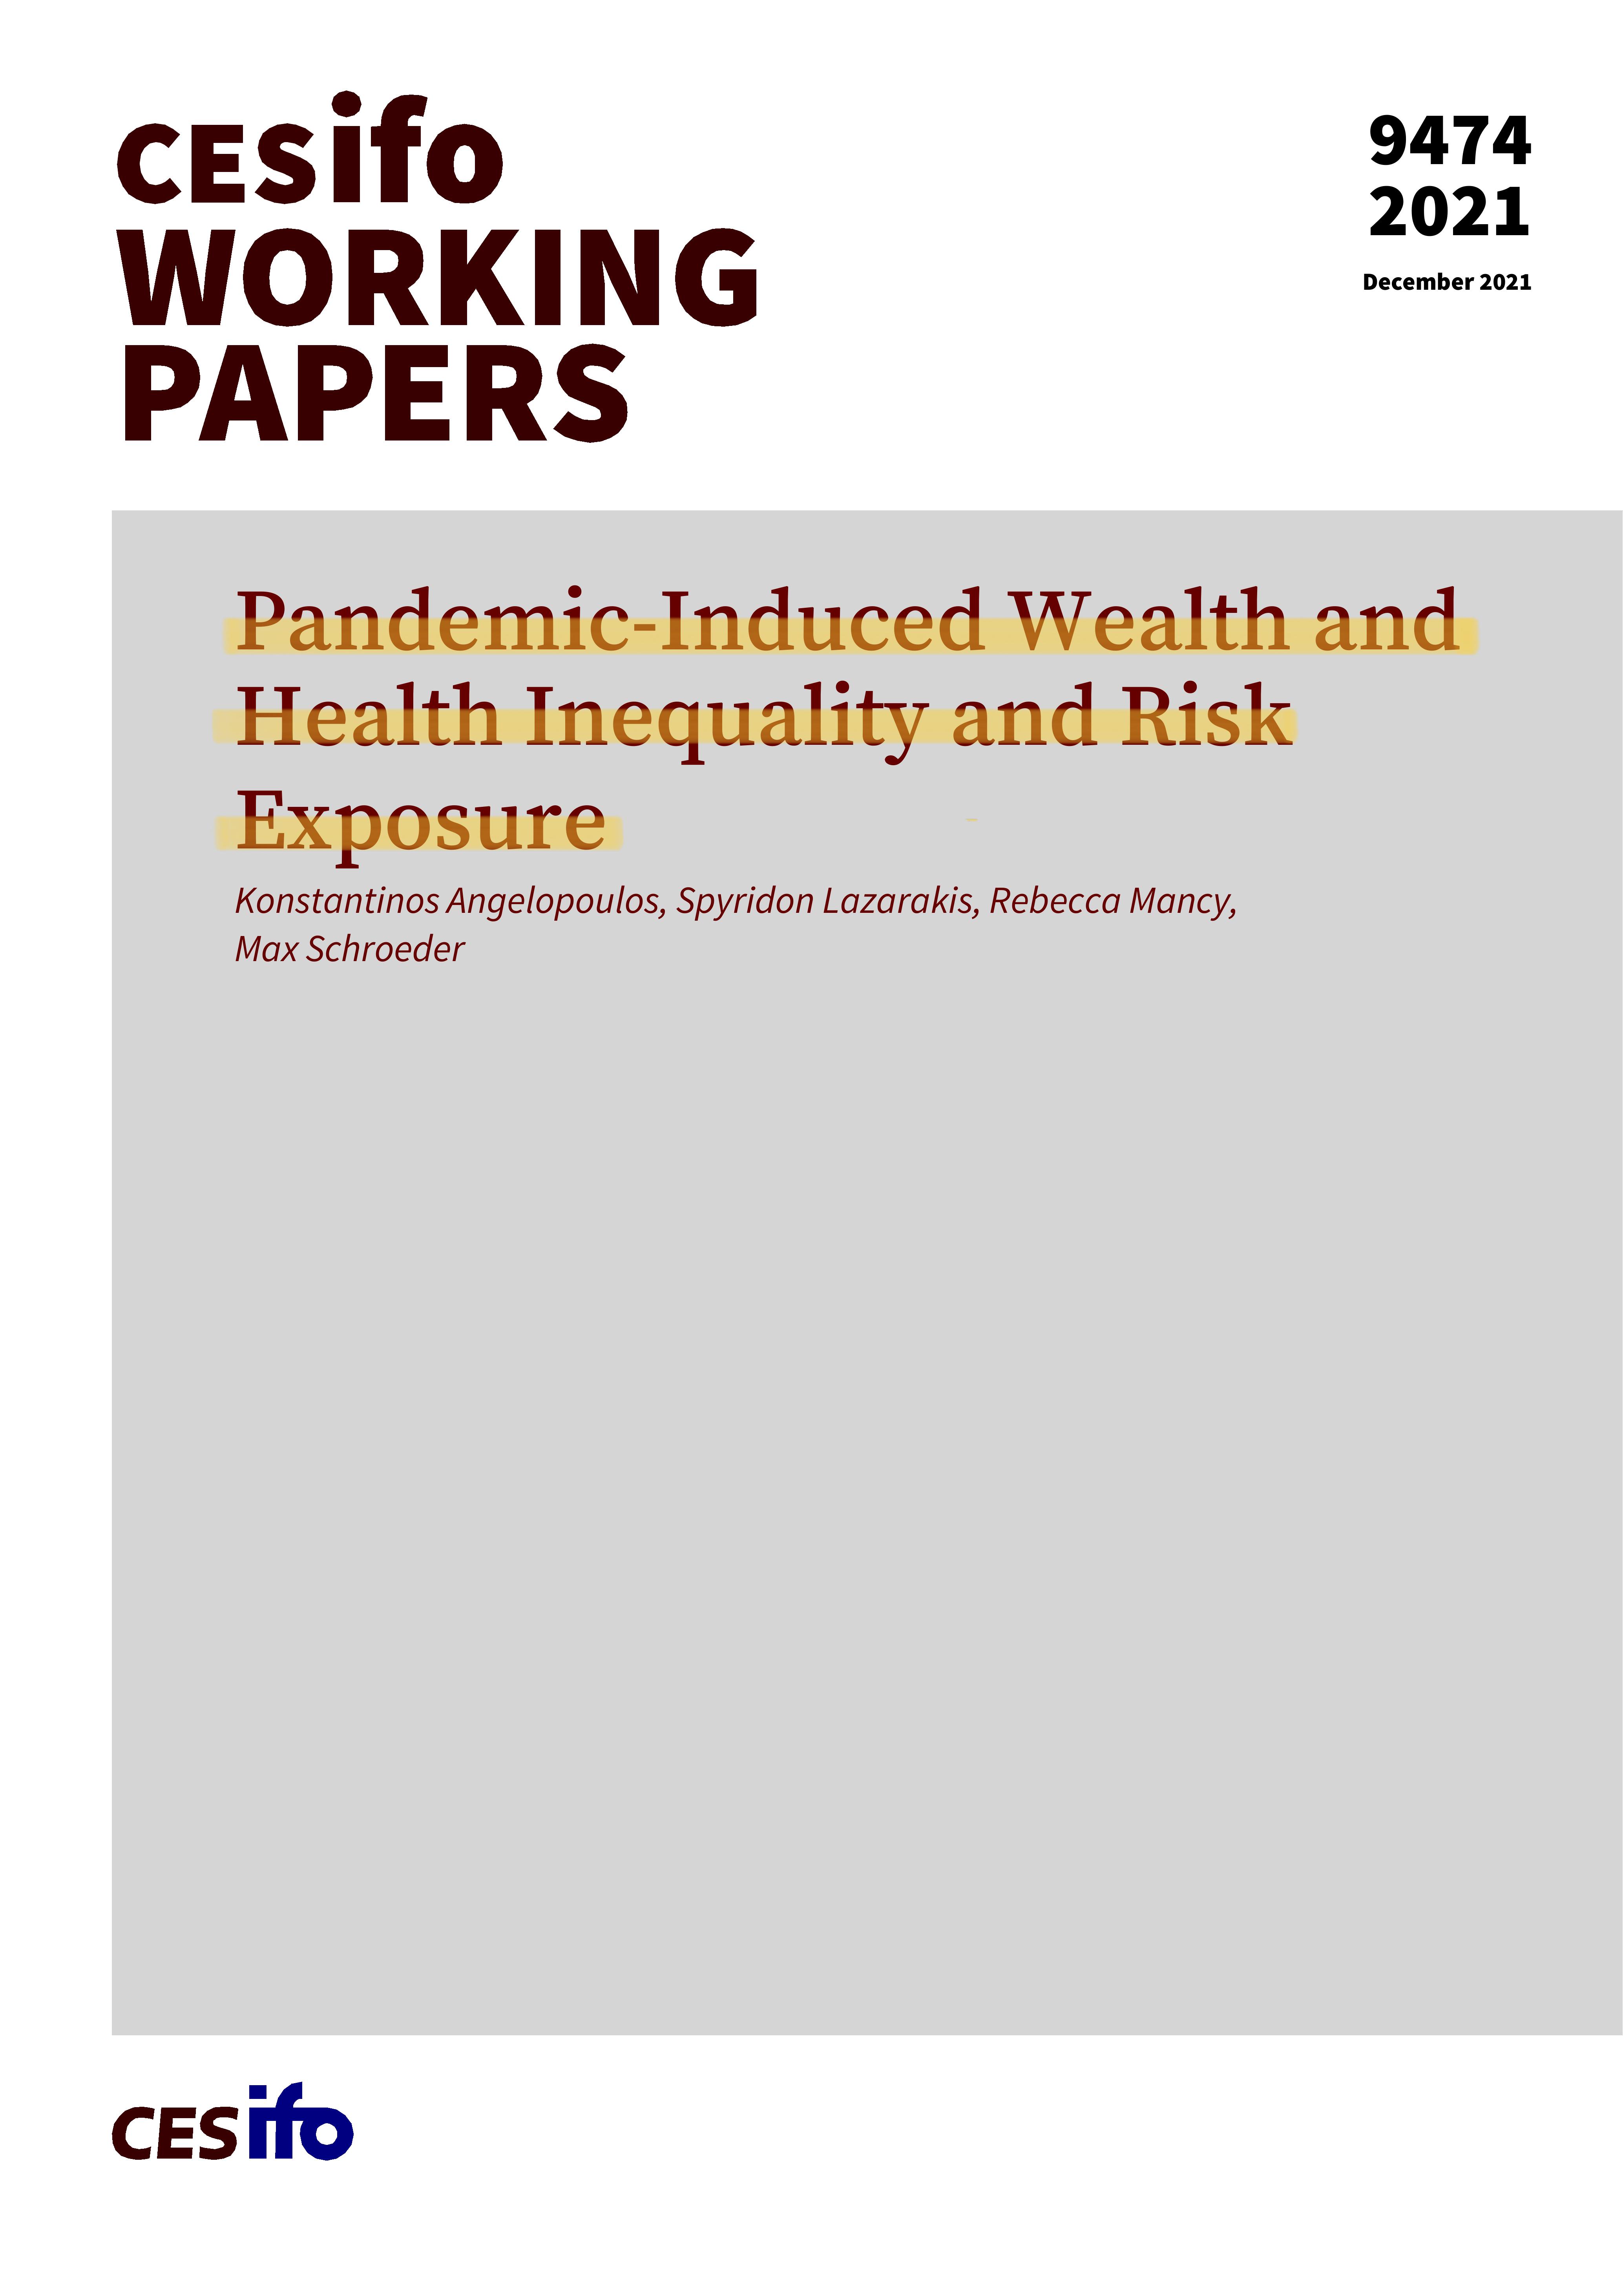 CESifo
WORKING
PAPERS
9474
2021
December 2021
Pandemic-Induced Wealth and
Health Inequality and Risk
Exposure
Konstantinos Angelopoulos, Spyridon Lazarakis, Rebecca Mancy,
Max Schroeder
CESifo